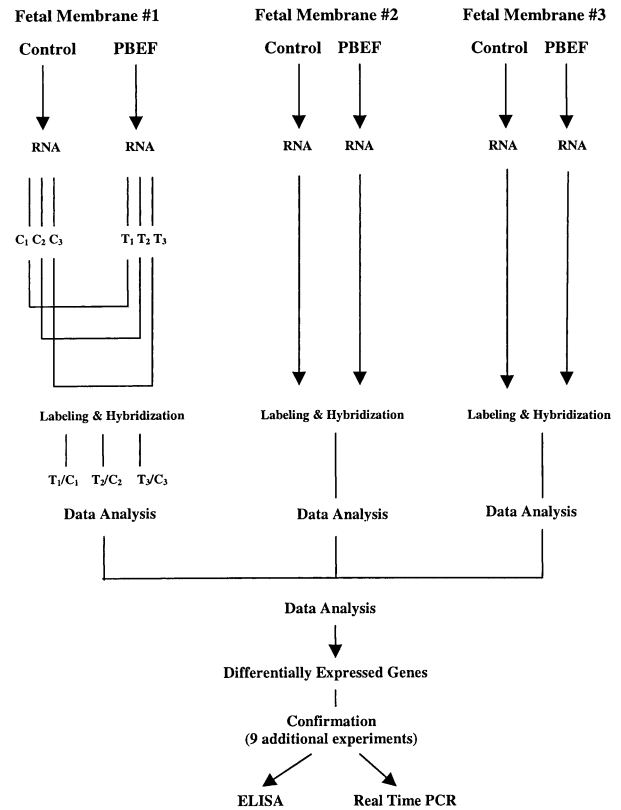 Fetal Membrane #1 Fetal Membrane #2 Fetal Membrane #3
Control PBEF Control PBEF Control PBEF
RNA RNA RNA RNA RNA RNA
C₁ C₂ C₃ T₁ T₂ T₃
Labeling & Hybridization Labeling & Hybridization Labeling & Hybridization
T₁/C₁ T₂/C₂ T₃/C₃
Data Analysis Data Analysis Data Analysis
Data Analysis
Differentially Expressed Genes
Confirmation
(9 additional experiments)
ELISA Real Time PCR